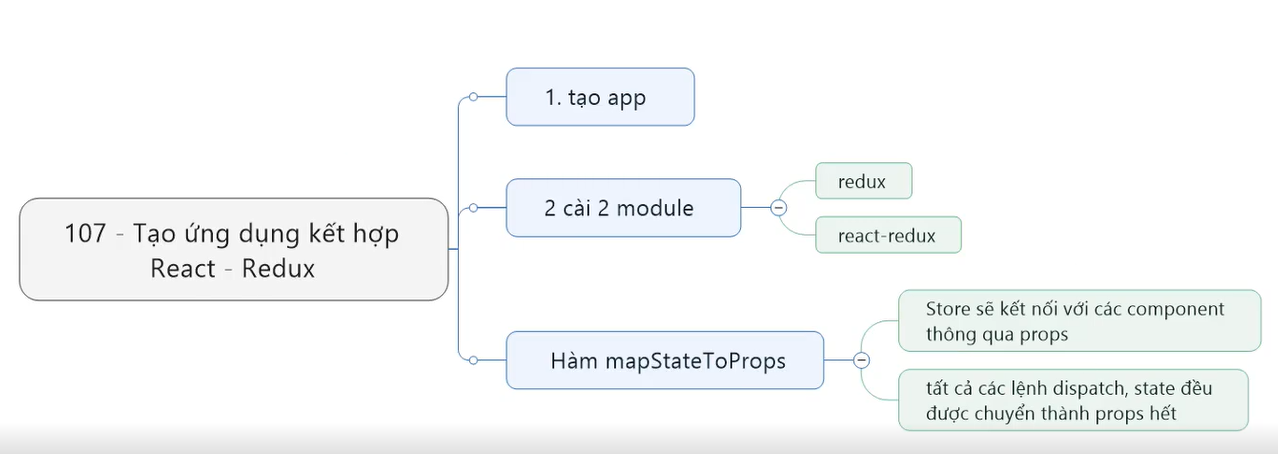 107 - Tạo ứng dụng kết hợp
React - Redux
1. tạo app
2 cài 2 module
redux
react-redux
Hàm mapStateToProps
Store sẽ kết nối với các component
thông qua props
tất cả các lệnh dispatch, state đều
được chuyển thành props hết